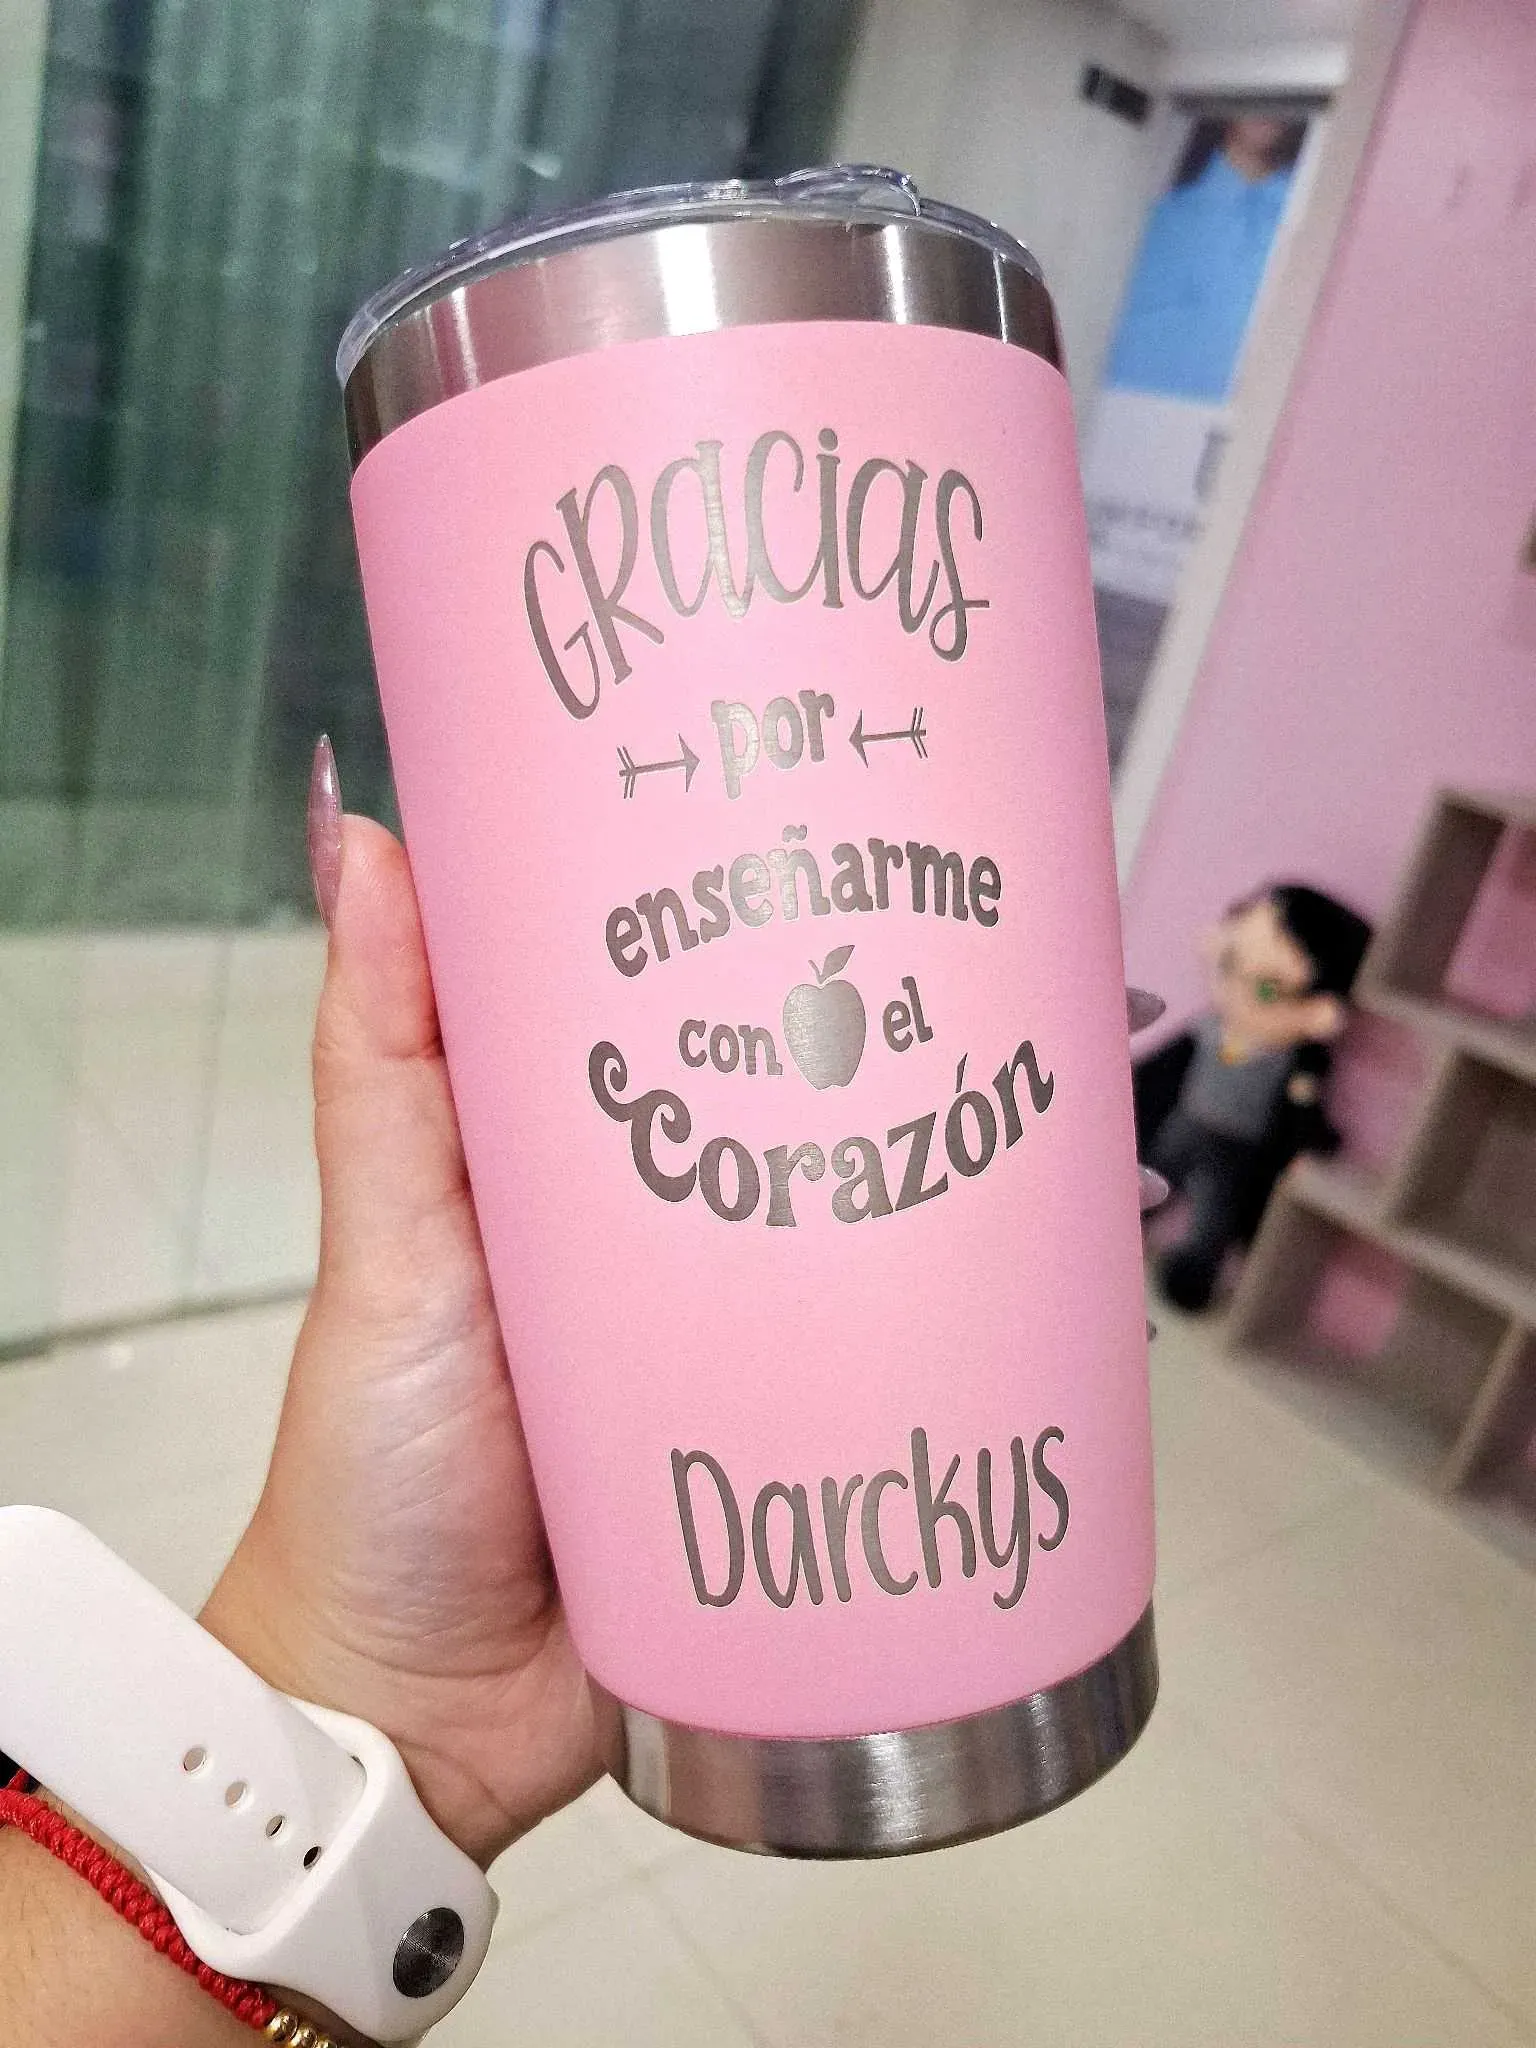 Gracias
por
enseñarme
con el
Corazón
Darckys